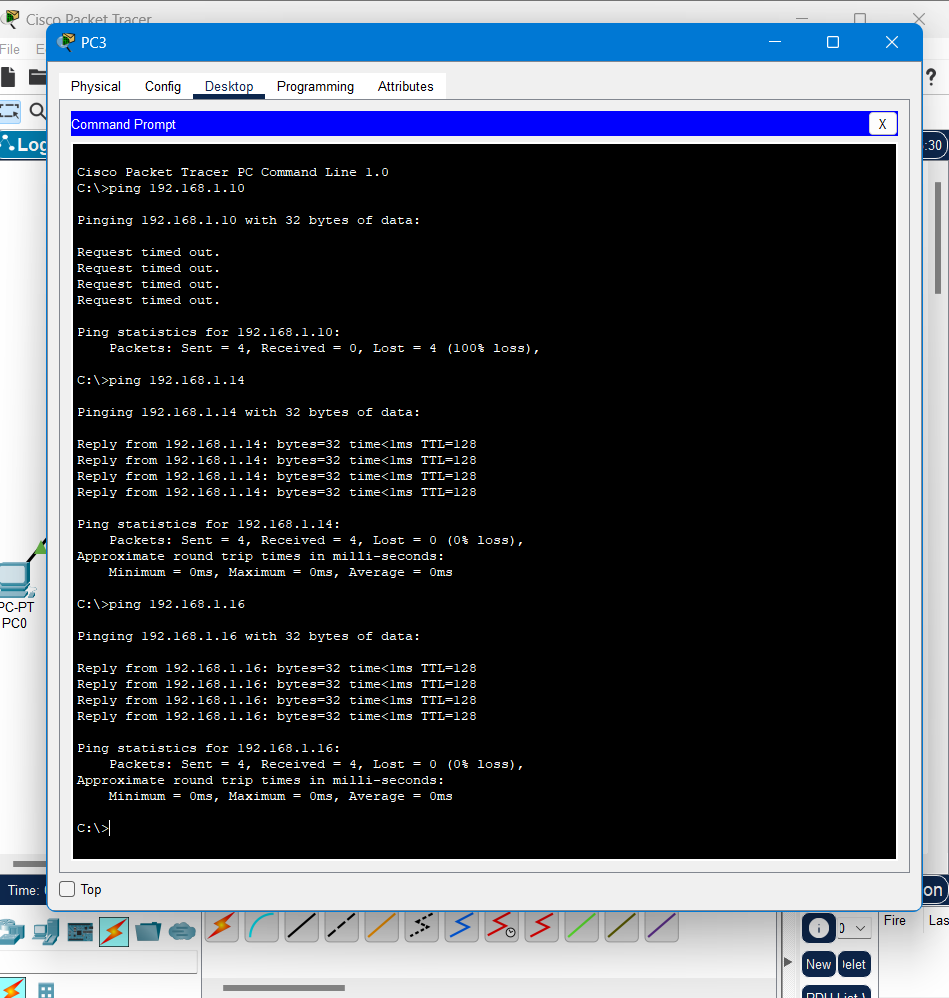 Cisco Packet Tracer
PC3
File
Physical Config Desktop Programming Attributes
Command Prompt
X
:30
Cisco Packet Tracer PC Command Line 1.0
C:\>ping 192.168.1.10
Pinging 192.168.1.10 with 32 bytes of data:
Request timed out.
Request timed out.
Request timed out.
Request timed out.
Ping statistics for 192.168.1.10:
Packets: Sent = 4, Received = 0, Lost = 4 (100% loss),
C:\>ping 192.168.1.14
Pinging 192.168.1.14 with 32 bytes of data:
Reply from 192.168.1.14: bytes=32 time<1ms TTL=128
Reply from 192.168.1.14: bytes=32 time<1ms TTL=128
Reply from 192.168.1.14: bytes=32 time<1ms TTL=128
Reply from 192.168.1.14: bytes=32 time<1ms TTL=128
Ping statistics for 192.168.1.14:
Packets: Sent = 4, Received = 4, Lost = 0 (0% loss),
Approximate round trip times in milli-seconds:
Minimum = 0ms, Maximum = 0ms, Average = 0ms
C:\>ping 192.168.1.16
Pinging 192.168.1.16 with 32 bytes of data:
Reply from 192.168.1.16: bytes=32 time<1ms TTL=128
Reply from 192.168.1.16: bytes=32 time<1ms TTL=128
Reply from 192.168.1.16: bytes=32 time<1ms TTL=128
Reply from 192.168.1.16: bytes=32 time<1ms TTL=128
Ping statistics for 192.168.1.16:
Packets: Sent = 4, Received = 4, Lost = 0 (0% loss),
Approximate round trip times in milli-seconds:
Minimum = 0ms, Maximum = 0ms, Average = 0ms
C:\>
PC-PT
PC0
Top
Time:
on
0
Fire Las
New